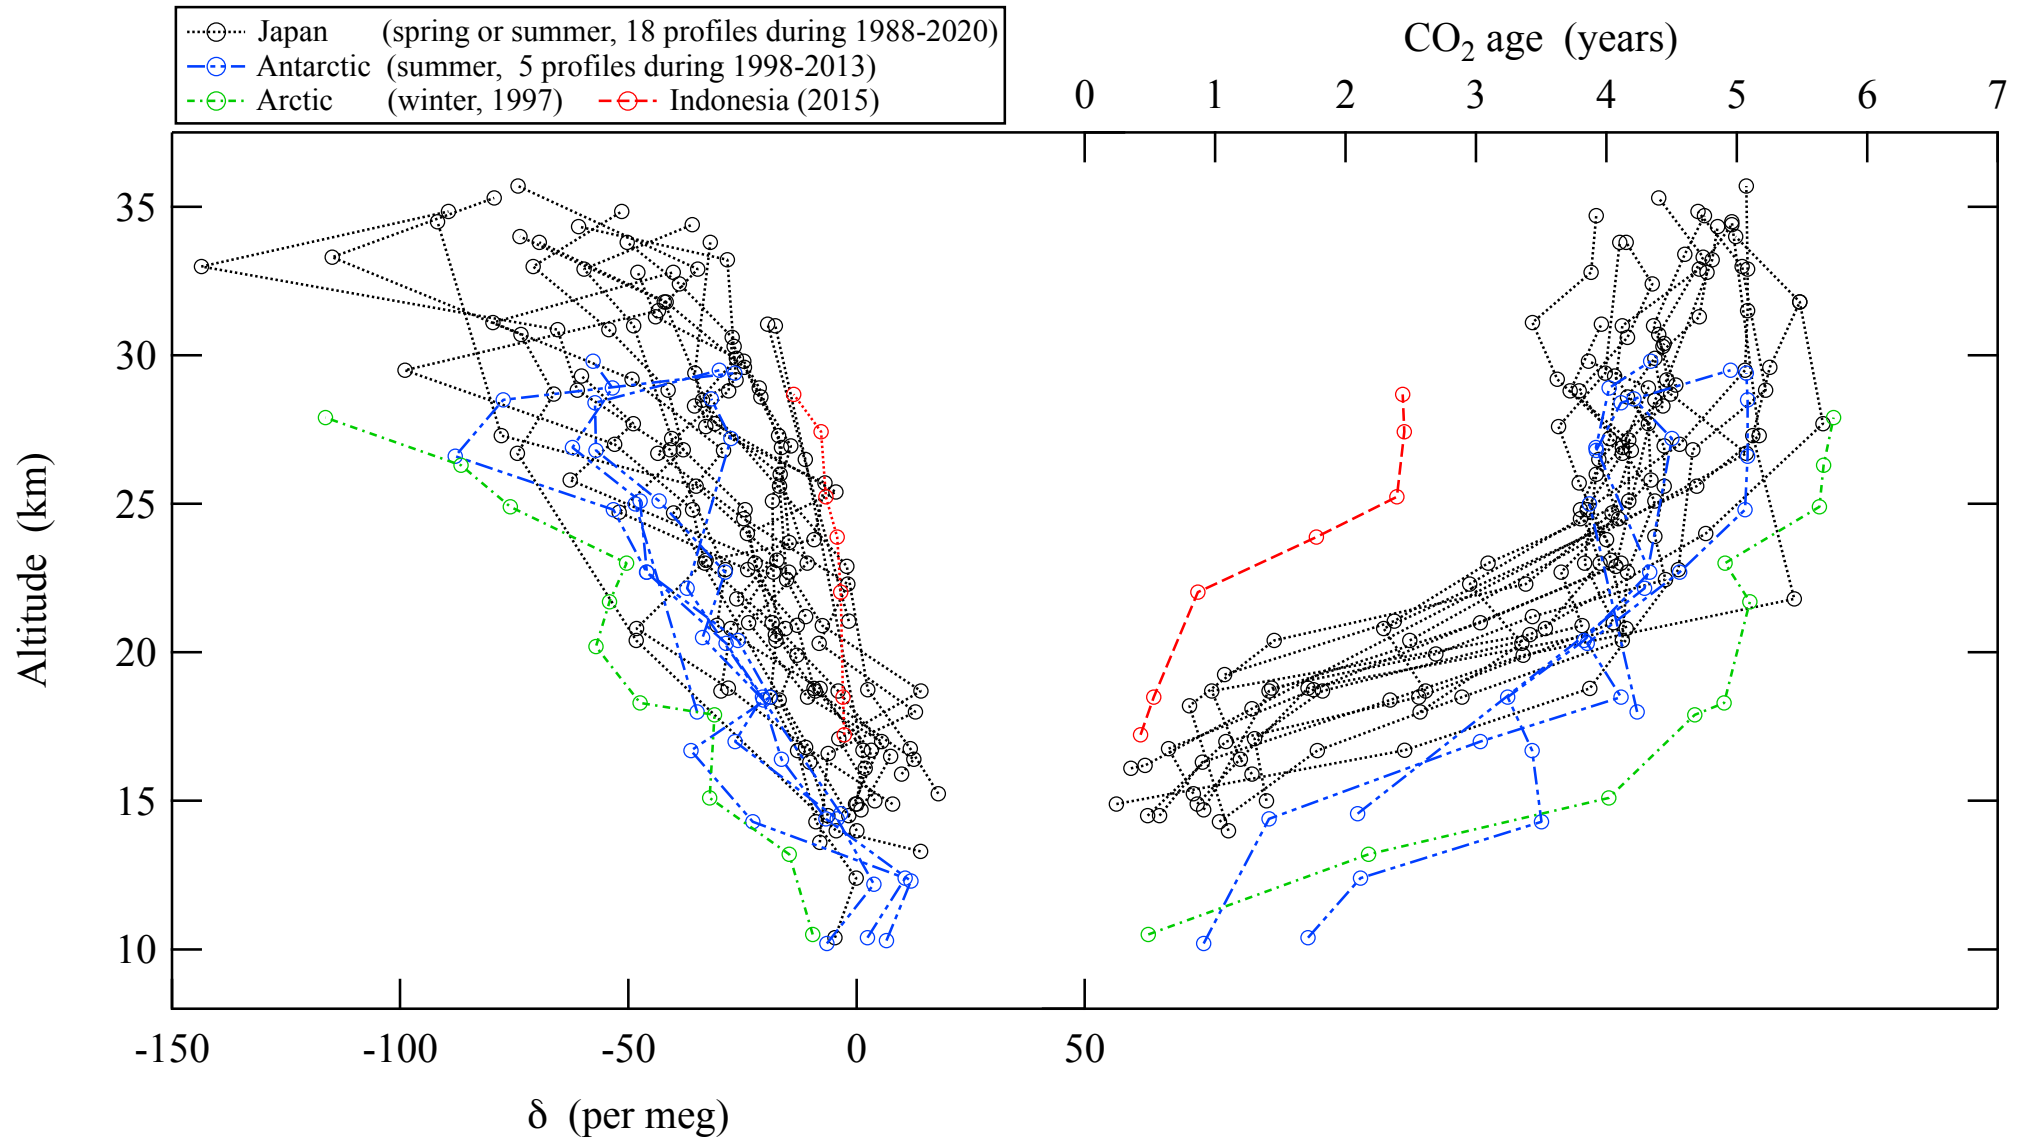 Japan (spring or summer, 18 profiles during 1988-2020)
Antarctic (summer, 5 profiles during 1998-2013)
Arctic (winter, 1997) Indonesia (2015)
CO₂ age (years)
0 1 2 3 4 5 6 7
35
30
25
20
15
10
Altitude (km)
-150 -100 -50 0 50
δ (per meg)